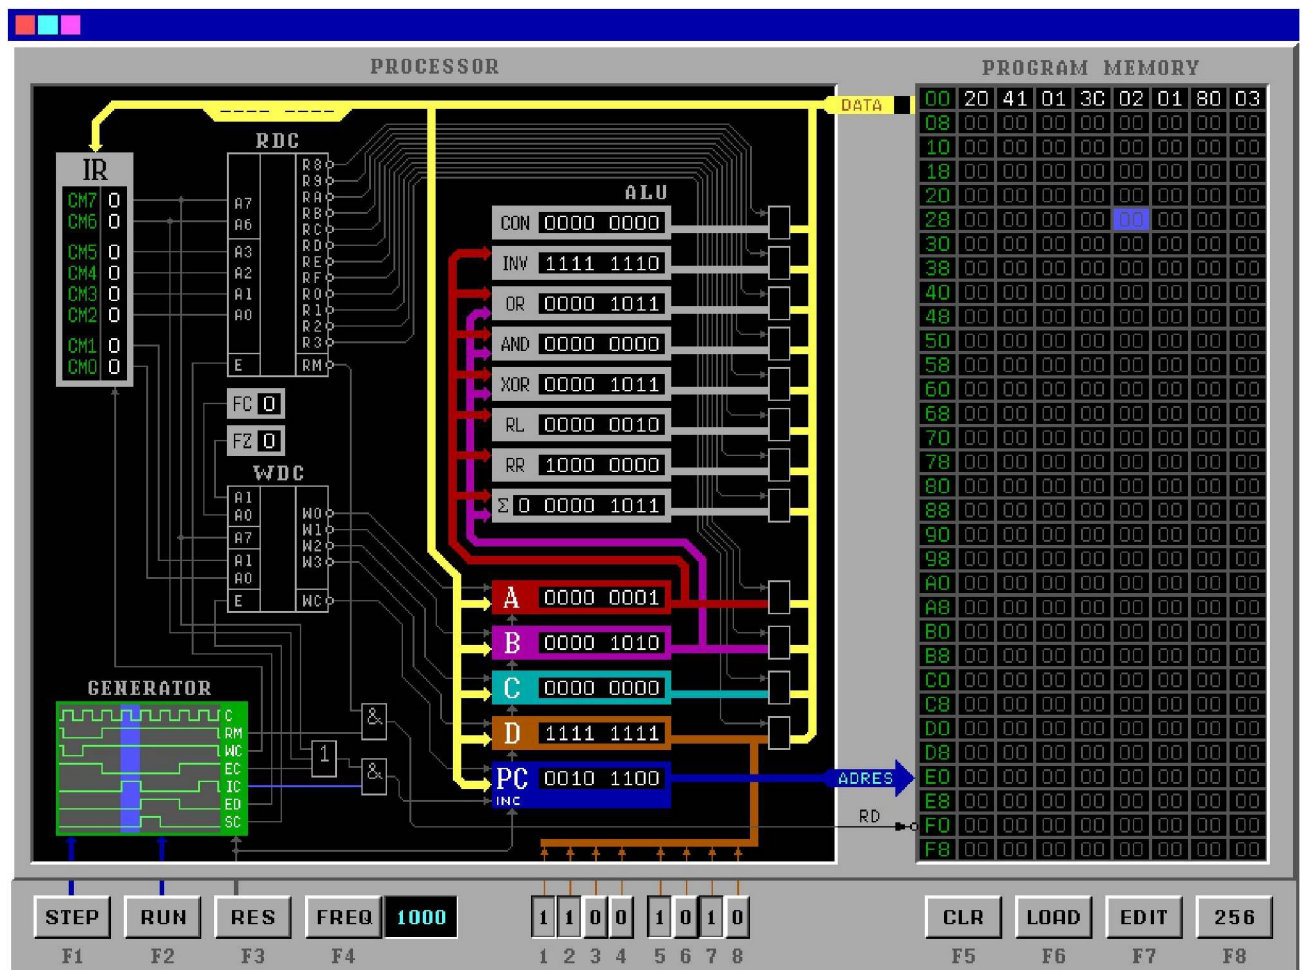 PROCESSOR
PROGRAM MEMORY
DATA
00 20 41 01 3C 02 01 80 03
08 00 00 00 00 00 00 00 00
10 00 00 00 00 00 00 00 00
18 00 00 00 00 00 00 00 00
20 00 00 00 00 00 00 00 00
28 00 00 00 00 00 00 00 00
30 00 00 00 00 00 00 00 00
38 00 00 00 00 00 00 00 00
40 00 00 00 00 00 00 00 00
48 00 00 00 00 00 00 00 00
50 00 00 00 00 00 00 00 00
58 00 00 00 00 00 00 00 00
60 00 00 00 00 00 00 00 00
68 00 00 00 00 00 00 00 00
70 00 00 00 00 00 00 00 00
78 00 00 00 00 00 00 00 00
80 00 00 00 00 00 00 00 00
88 00 00 00 00 00 00 00 00
90 00 00 00 00 00 00 00 00
98 00 00 00 00 00 00 00 00
A0 00 00 00 00 00 00 00 00
A8 00 00 00 00 00 00 00 00
B0 00 00 00 00 00 00 00 00
B8 00 00 00 00 00 00 00 00
C0 00 00 00 00 00 00 00 00
C8 00 00 00 00 00 00 00 00
D0 00 00 00 00 00 00 00 00
D8 00 00 00 00 00 00 00 00
E0 00 00 00 00 00 00 00 00
E8 00 00 00 00 00 00 00 00
F0 00 00 00 00 00 00 00 00
F8 00 00 00 00 00 00 00 00
IR
CM7 0
CM6 0
CM5 0
CM4 0
CM3 0
CM2 0
CM1 0
CM0 0
RDC
A7
A6
A3
A2
A1
A0
E
R8
R9
RA
RB
RC
RD
RE
RF
R0
R1
R2
R3
RM
FC 0
FZ 0
WDC
A1
A0
A7
A1
A0
E
W0
W1
W2
W3
WC
ALU
CON 0000 0000
INV 1111 1110
OR 0000 1011
AND 0000 0000
XOR 0000 1011
RL 0000 0010
RR 1000 0000
Σ 0 0000 1011
A 0000 0001
B 0000 1010
C 0000 0000
D 1111 1111
PC 0010 1100
INC
ADRES
RD
GENERATOR
C
RM
WC
EC
IC
ED
SC
1
&
&
STEP RUN RES FREQ 1000
F1 F2 F3 F4
1 1 0 0 1 0 1 0
1 2 3 4 5 6 7 8
CLR LOAD EDIT 256
F5 F6 F7 F8